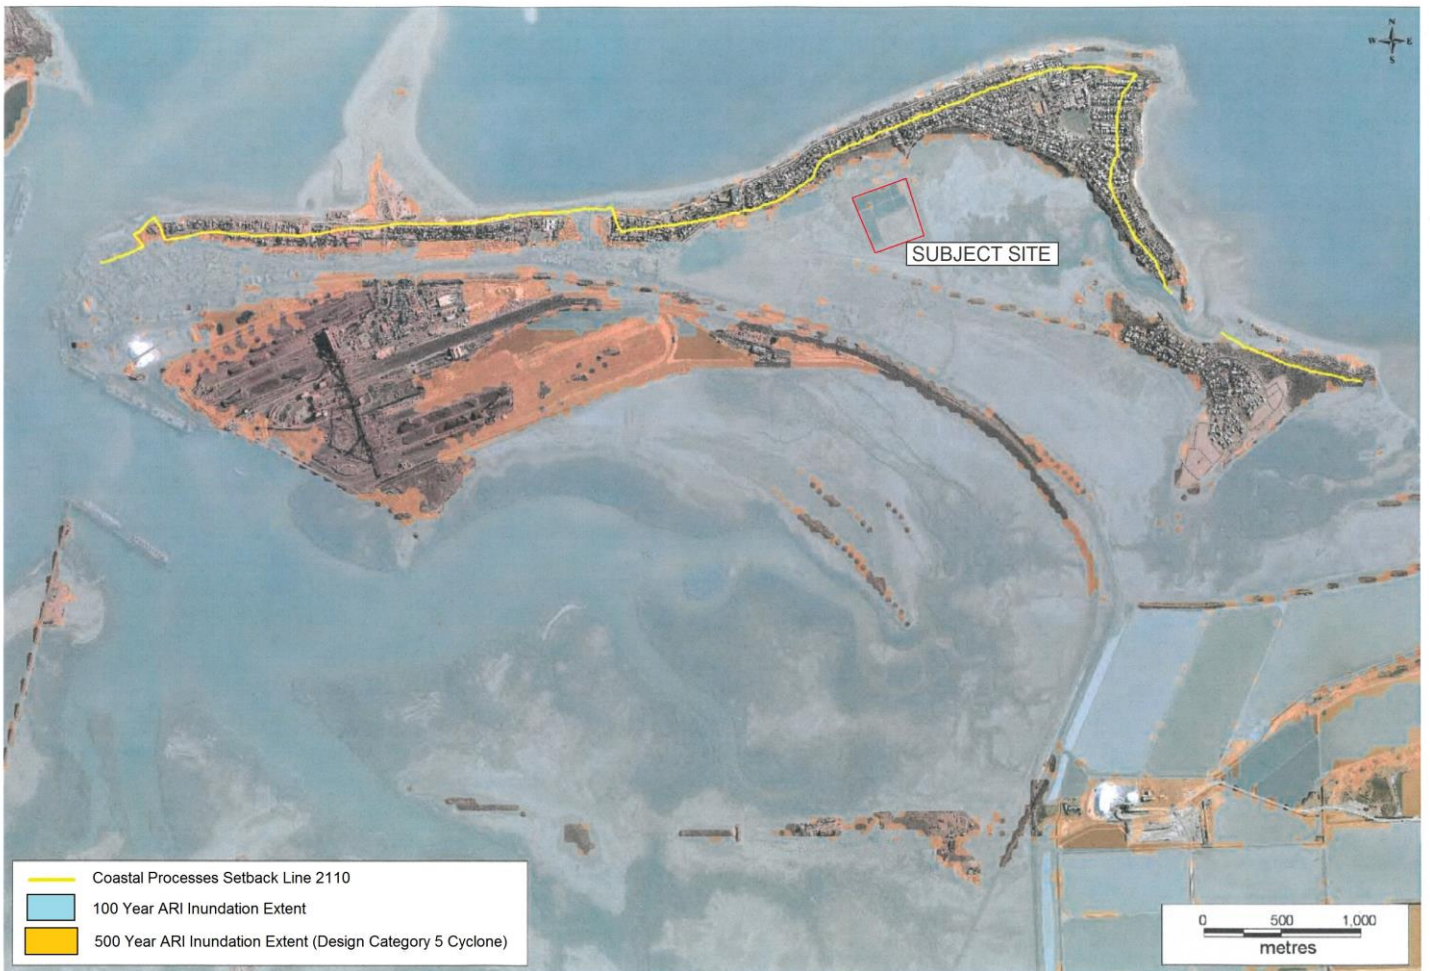 N
W E
S
SUBJECT SITE
Coastal Processes Setback Line 2110
100 Year ARI Inundation Extent
500 Year ARI Inundation Extent (Design Category 5 Cyclone)
0 500 1,000
metres